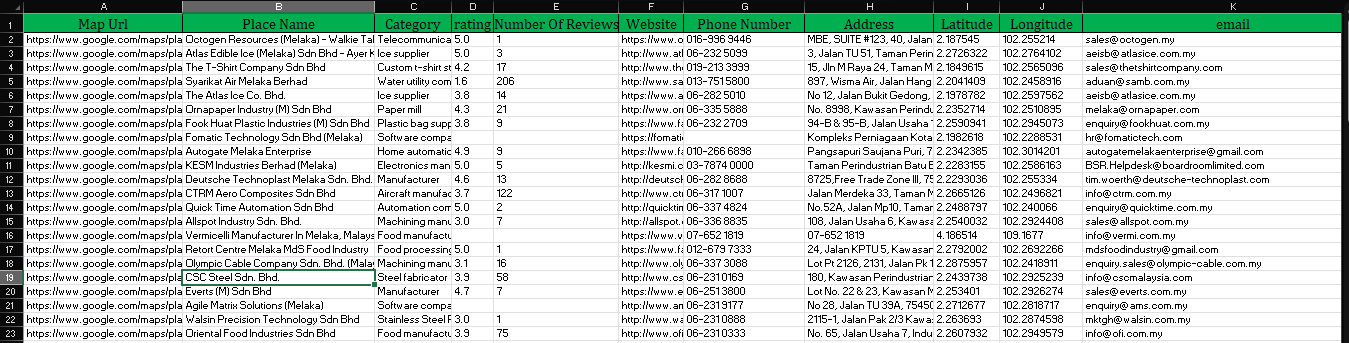 A B C D E F G H I J K
1 Map Url Place Name Category rating Number Of Reviews Website Phone Number Address Latitude Longitude email
2 https://www.google.com/maps/pla Octogen Resources (Melaka) - Walkie Tal Telecommunica 5.0 1 https://www.o 016-996 9446 MBE, SUITE #123, 40, Jalan 2.187545 102.255214 sales@octogen.my
3 https://www.google.com/maps/pla Atlas Edible Ice (Melaka) Sdn Bhd - Ayer K Ice supplier 5.0 3 https://www.at 06-232 5099 3, Jalan TU 51, Taman Perin 2.2726322 102.2764102 aeisb@atlasice.com.my
4 https://www.google.com/maps/pla The T-Shirt Company Sdn Bhd Custom t-shirt st 4.2 17 https://www.th 019-213 3999 15, Jln M Raya 24, Taman M 2.1849615 102.2565096 sales@thetshirtcompany.com
5 https://www.google.com/maps/pla Syarikat Air Melaka Berhad Water utility com 1.6 206 https://www.sa 013-751 5800 897, Wisma Air, Jalan Hang 2.2041409 102.2458916 aduan@samb.com.my
6 https://www.google.com/maps/pla The Atlas Ice Co. Bhd. Ice supplier 3.8 14 https://www.a 06-282 5010 No 12, Jalan Bukit Gedong, 2.1978782 102.2597562 aeisb@atlasice.com.my
7 https://www.google.com/maps/pla Ornapaper Industry (M) Sdn Bhd Paper mill 4.3 21 https://www.or 06-335 5888 No. 8998, Kawasan Perindu 2.2352714 102.2510895 melaka@ornapaper.com
8 https://www.google.com/maps/pla Fook Huat Plastic Industries (M) Sdn Bhd Plastic bag supp 3.8 9 https://www.fo 06-232 2709 94-B & 95-B, Jalan Usaha 2.2590941 102.2945073 enquiry@fookhuat.com.my
9 https://www.google.com/maps/pla Fomatic Technology Sdn Bhd (Melaka) Software compa https://fomatic Kompleks Perniagaan Kota 2.1982618 102.2288531 hr@fomatictech.com
10 https://www.google.com/maps/pla Autogate Melaka Enterprise Home automatic 4.9 9 https://www.fa 010-266 6898 Pangsapuri Saujana Puri, 7 2.2342385 102.3014201 autogatemelakaenterprise@gmail.com
11 https://www.google.com/maps/pla KESM Industries Berhad (Melaka) Electronics man 5.0 5 http://kesmi.c 03-7874 0000 Taman Perindustrian Batu B 2.2283155 102.2586163 BSR.Helpdesk@boardroomlimited.com
12 https://www.google.com/maps/pla Deutsche Technoplast Melaka Sdn. Bhd. Manufacturer 4.6 13 http://deutsch 06-282 8688 8725,Free Trade Zone III, 75 2.2293036 102.255334 tim.woerth@deutsche-technoplast.com
13 https://www.google.com/maps/pla CTRM Aero Composites Sdn Bhd Aircraft manufac 3.7 122 http://www.ctr 06-317 1007 Jalan Merdeka 33, Taman M 2.2665126 102.2496821 info@ctrm.com.my
14 https://www.google.com/maps/pla Quick Time Automation Sdn Bhd Automation com 5.0 2 http://quicktin 06-337 4824 No.52A, Jalan Mp10, Taman 2.2488797 102.240066 enquiry@quicktime.com.my
15 https://www.google.com/maps/pla Allspot Industry Sdn. Bhd. Machining manu 3.0 7 http://allspot. 06-336 8835 108, Jalan Usaha 6, Kawasa 2.2540032 102.2924408 sales@allspot.com.my
16 https://www.google.com/maps/pla Vermicelli Manufacturer In Melaka, Malays Food manufactu https://www.v 07-652 1819 07-652 1819 4.186514 109.1677 info@vermi.com.my
17 https://www.google.com/maps/pla Retort Centre Melaka MdS Food Industry Food processing 5.0 1 https://www.fa 012-679 7333 24, Jalan KPTU 5, Kawasan 2.2792002 102.2692266 mdsfoodindustry@gmail.com
18 https://www.google.com/maps/pla Olympic Cable Company Sdn. Bhd. (Malay Machining manu 3.1 16 https://www.oly 06-337 3088 Lot Pt 2126, 2131, Jalan Pk 1 2.2875957 102.2418911 enquiry.sales@olympic-cable.com.my
19 https://www.google.com/maps/pla CSC Steel Sdn. Bhd. Steel fabricator 3.9 58 http://www.cs 06-231 0169 180, Kawasan Perindustrian 2.2439738 102.2925239 info@cscmalaysia.com
20 https://www.google.com/maps/pla Everts (M) Sdn Bhd Manufacturer 4.7 7 https://www.e 06-251 3800 Lot No. 22 & 23, Kawasan 2.253401 102.2926274 sales@everts.com.my
21 https://www.google.com/maps/pla Agile Matrix Solutions (Melaka) Software compa https://www.am 06-231 9177 No 28, Jalan TU 39A, 75450 2.2712677 102.2818717 enquiry@ams.com.my
22 https://www.google.com/maps/pla Walsin Precision Technology Sdn Bhd Stainless Steel P 3.0 1 http://www.wa 06-231 0888 2115-1, Jalan Pak 2/3 Kawa 2.263693 102.2874598 mktgh@walsin.com.my
23 https://www.google.com/maps/pla Oriental Food Industries Sdn Bhd Food manufactu 3.9 75 http://www.ofi 06-231 0333 No. 65, Jalan Usaha 7, Indu 2.2607932 102.2949579 info@ofi.com.my